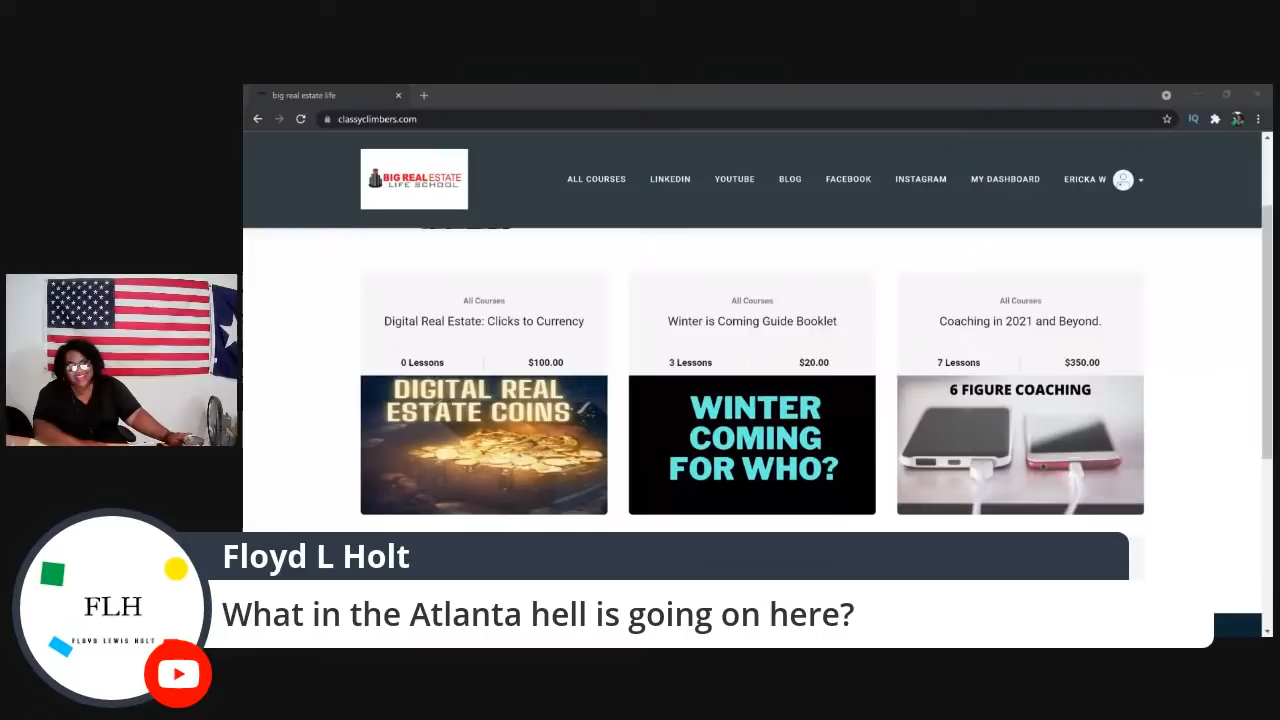 big real estate life
classyclimbers.com
IQ
BIG REAL ESTATE
LIFE SCHOOL
ALL COURSES
LINKEDIN
YOUTUBE
BLOG
FACEBOOK
INSTAGRAM
MY DASHBOARD
ERICKA W
All Courses
Digital Real Estate: Clicks to Currency
0 Lessons
$100.00
DIGITAL REAL
ESTATE COINS
All Courses
Winter is Coming Guide Booklet
3 Lessons
$20.00
WINTER
COMING
FOR WHO?
All Courses
Coaching in 2021 and Beyond.
7 Lessons
$350.00
6 FIGURE COACHING
FLH
FLOYD LEWIS HOLT
Floyd L Holt
What in the Atlanta hell is going on here?